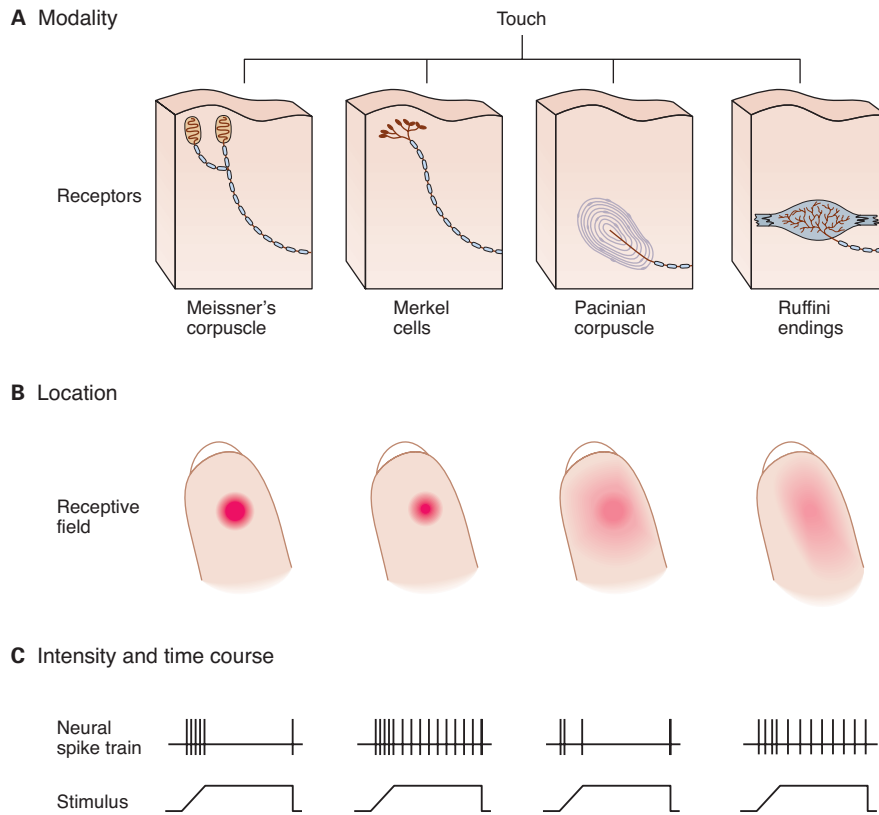 A Modality
Touch
Receptors
Meissner's
corpuscle
Merkel
cells
Pacinian
corpuscle
Ruffini
endings
B Location
Receptive
field
C Intensity and time course
Neural
spike train
Stimulus